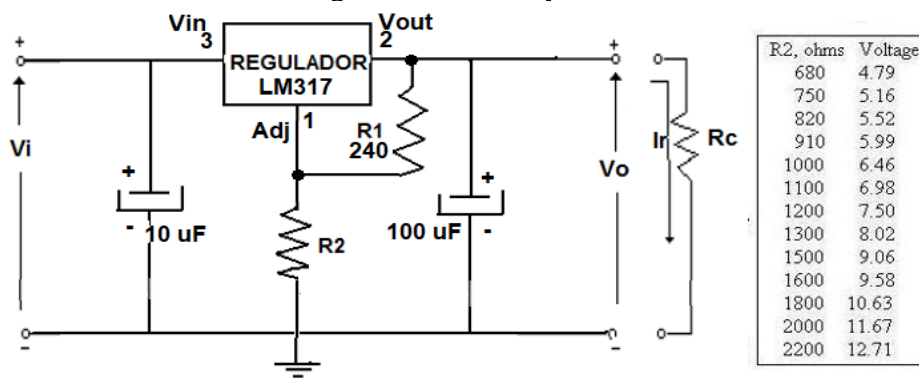 Vin
3
Vout
2
REGULADOR
LM317
Adj
1
R1
240
Vi
+
-
+
-
10 uF
R2
+
-
100 uF
+
-
Vo
Ir
Rc
R2, ohms Voltage
680 4.79
750 5.16
820 5.52
910 5.99
1000 6.46
1100 6.98
1200 7.50
1300 8.02
1500 9.06
1600 9.58
1800 10.63
2000 11.67
2200 12.71